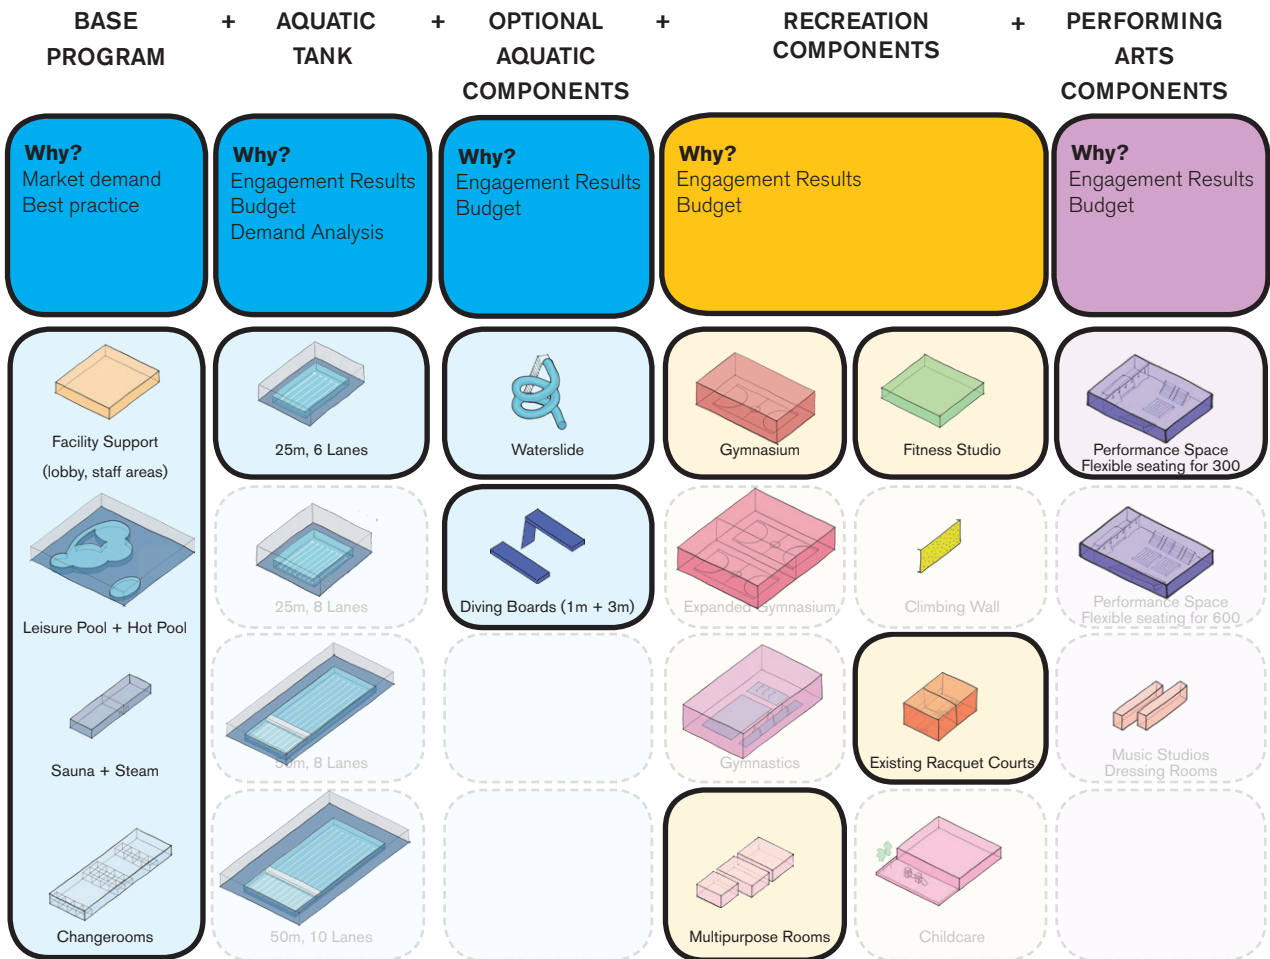 BASE
PROGRAM
+
AQUATIC
TANK
+
OPTIONAL
AQUATIC
COMPONENTS
+
RECREATION
COMPONENTS
+
PERFORMING
ARTS
COMPONENTS
Why?
Market demand
Best practice
Why?
Engagement Results
Budget
Demand Analysis
Why?
Engagement Results
Budget
Why?
Engagement Results
Budget
Why?
Engagement Results
Budget
Facility Support
(lobby, staff areas)
Leisure Pool + Hot Pool
Sauna + Steam
Changerooms
25m, 6 Lanes
25m, 8 Lanes
50m, 8 Lanes
50m, 10 Lanes
Waterslide
Diving Boards (1m + 3m)
Gymnasium
Expanded Gymnasium
Gymnastics
Multipurpose Rooms
Fitness Studio
Climbing Wall
Existing Racquet Courts
Childcare
Performance Space
Flexible seating for 300
Performance Space
Flexible seating for 600
Music Studios
Dressing Rooms